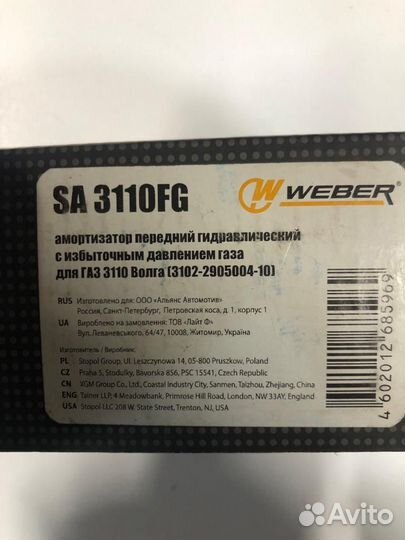 SA 3110FG
W WEBER
амортизатор передний гидравлический
с избыточным давлением газа
для ГАЗ 3110 Волга (3102-2905004-10)
RUS Изготовлено для: ООО «Альянс Автомотив»
Россия, Санкт-Петербург, Петровская коса, д. 1, корпус 1
UA Вироблено на замовлення: ТОВ «Лайт Ф»
Вул.Леваневського, 64/47, 10008, Житомир, Україна
Изготовитель / Виробник:
PL Stopol Group, Ul. Leszczynowa 14, 05-800 Pruszkow, Poland
CZ Praha 5, Stodulky, Bavorska 856, PSC 15541, Czech Republic
CN XGM Group Co., Ltd., Coastal Industry City, Sanmen, Taizhou, Zhejiang, China
ENG Tainer LLP, 4 Meadowbank, Primrose Hill Road, London, NW 33AY, England
USA Stopol LLC 208 W. State Street, Trenton, NJ, USA
4602012685969
Avito